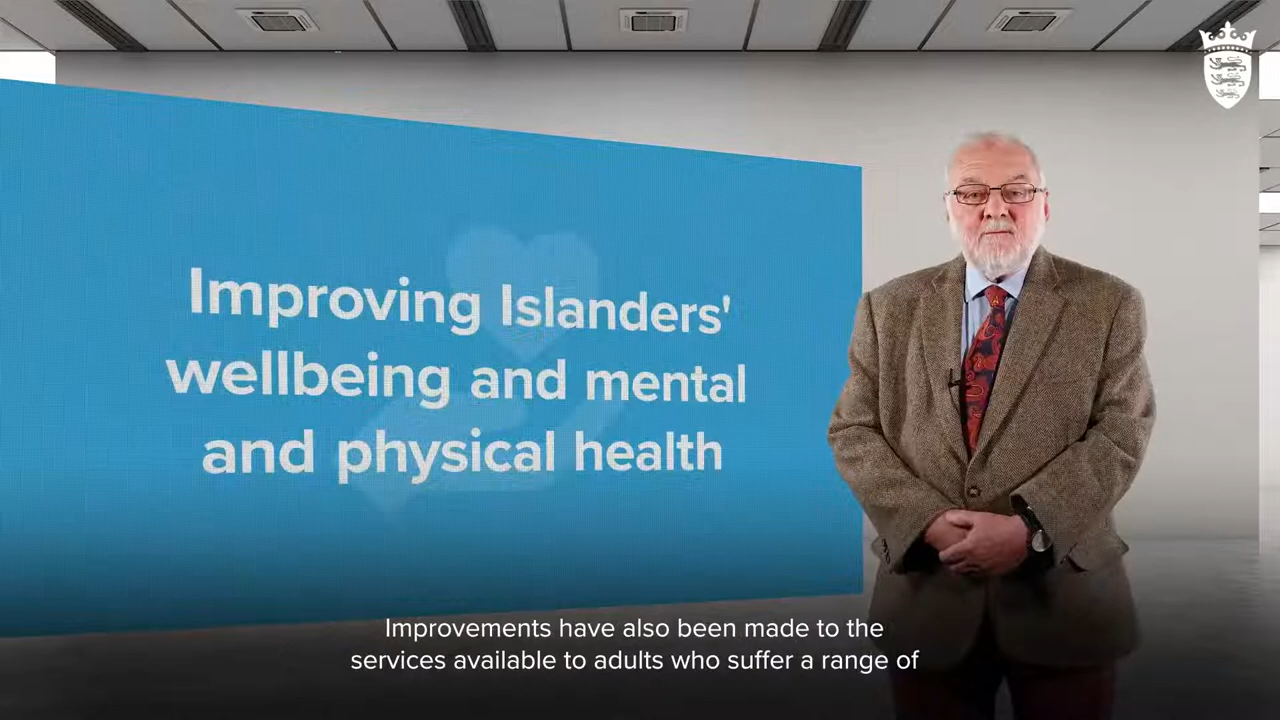 Improving Islanders'
wellbeing and mental
and physical health
Improvements have also been made to the
services available to adults who suffer a range of